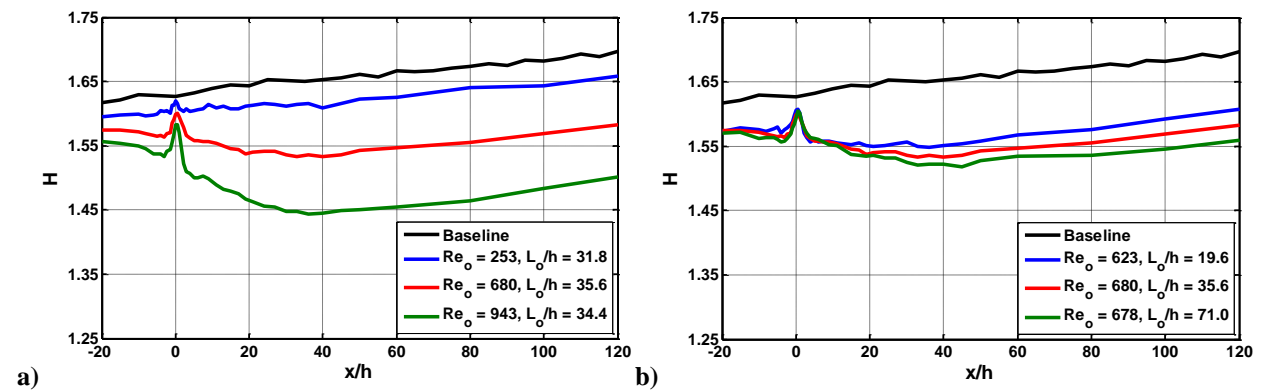 1.75
1.65
1.55
1.45
1.35
1.25
H
-20 0 20 40 60 80 100 120
x/h
Baseline
Re_o = 253, L_o/h = 31.8
Re_o = 680, L_o/h = 35.6
Re_o = 943, L_o/h = 34.4
a)
1.75
1.65
1.55
1.45
1.35
1.25
H
-20 0 20 40 60 80 100 120
x/h
Baseline
Re_o = 623, L_o/h = 19.6
Re_o = 680, L_o/h = 35.6
Re_o = 678, L_o/h = 71.0
b)